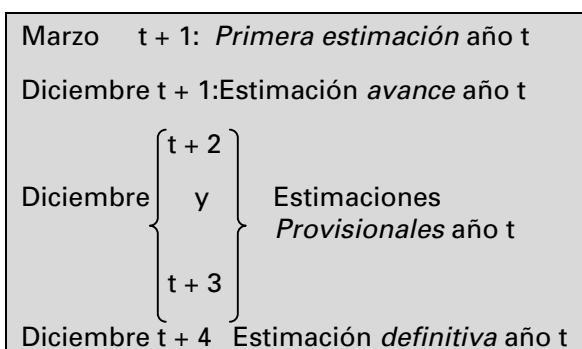 Marzo t + 1: Primera estimación año t
Diciembre t + 1:Estimación avance año t
t + 2
Diciembre y Estimaciones
Provisionales año t
t + 3
Diciembre t + 4 Estimación definitiva año t